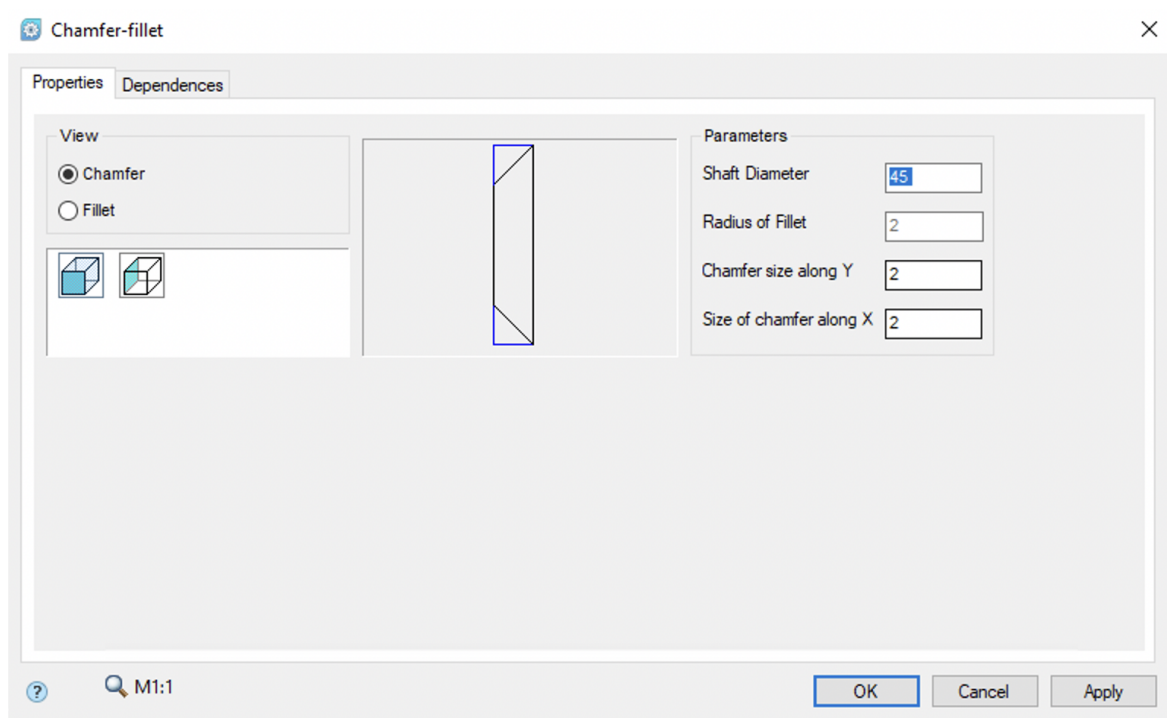 Chamfer-fillet
Properties
Dependences
View
Chamfer
Fillet
Parameters
Shaft Diameter
45
Radius of Fillet
2
Chamfer size along Y
2
Size of chamfer along X
2
?
M1:1
OK
Cancel
Apply